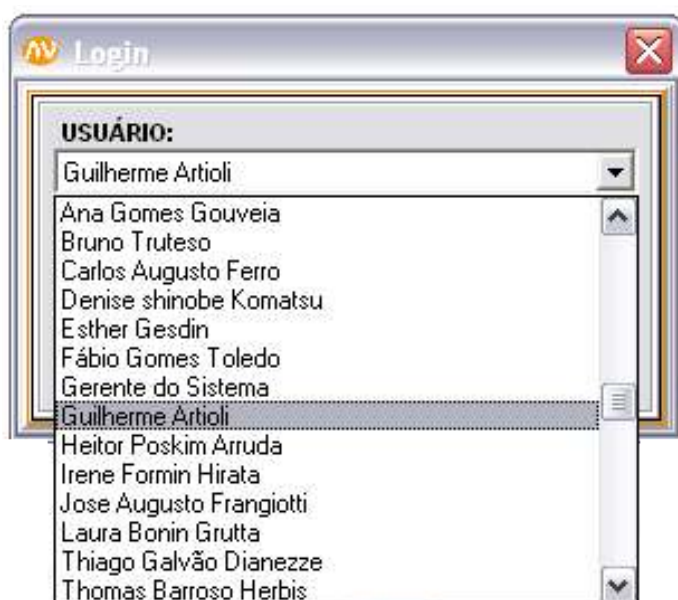 Login
USUÁRIO:
Guilherme Artioli
Ana Gomes Gouveia
Bruno Truteso
Carlos Augusto Ferro
Denise shinobe Komatsu
Esther Gesdin
Fábio Gomes Toledo
Gerente do Sistema
Guilherme Artioli
Heitor Poskim Arruda
Irene Formin Hirata
Jose Augusto Frangiotti
Laura Bonin Grutta
Thiago Galvão Dianezze
Thomas Barroso Herbis